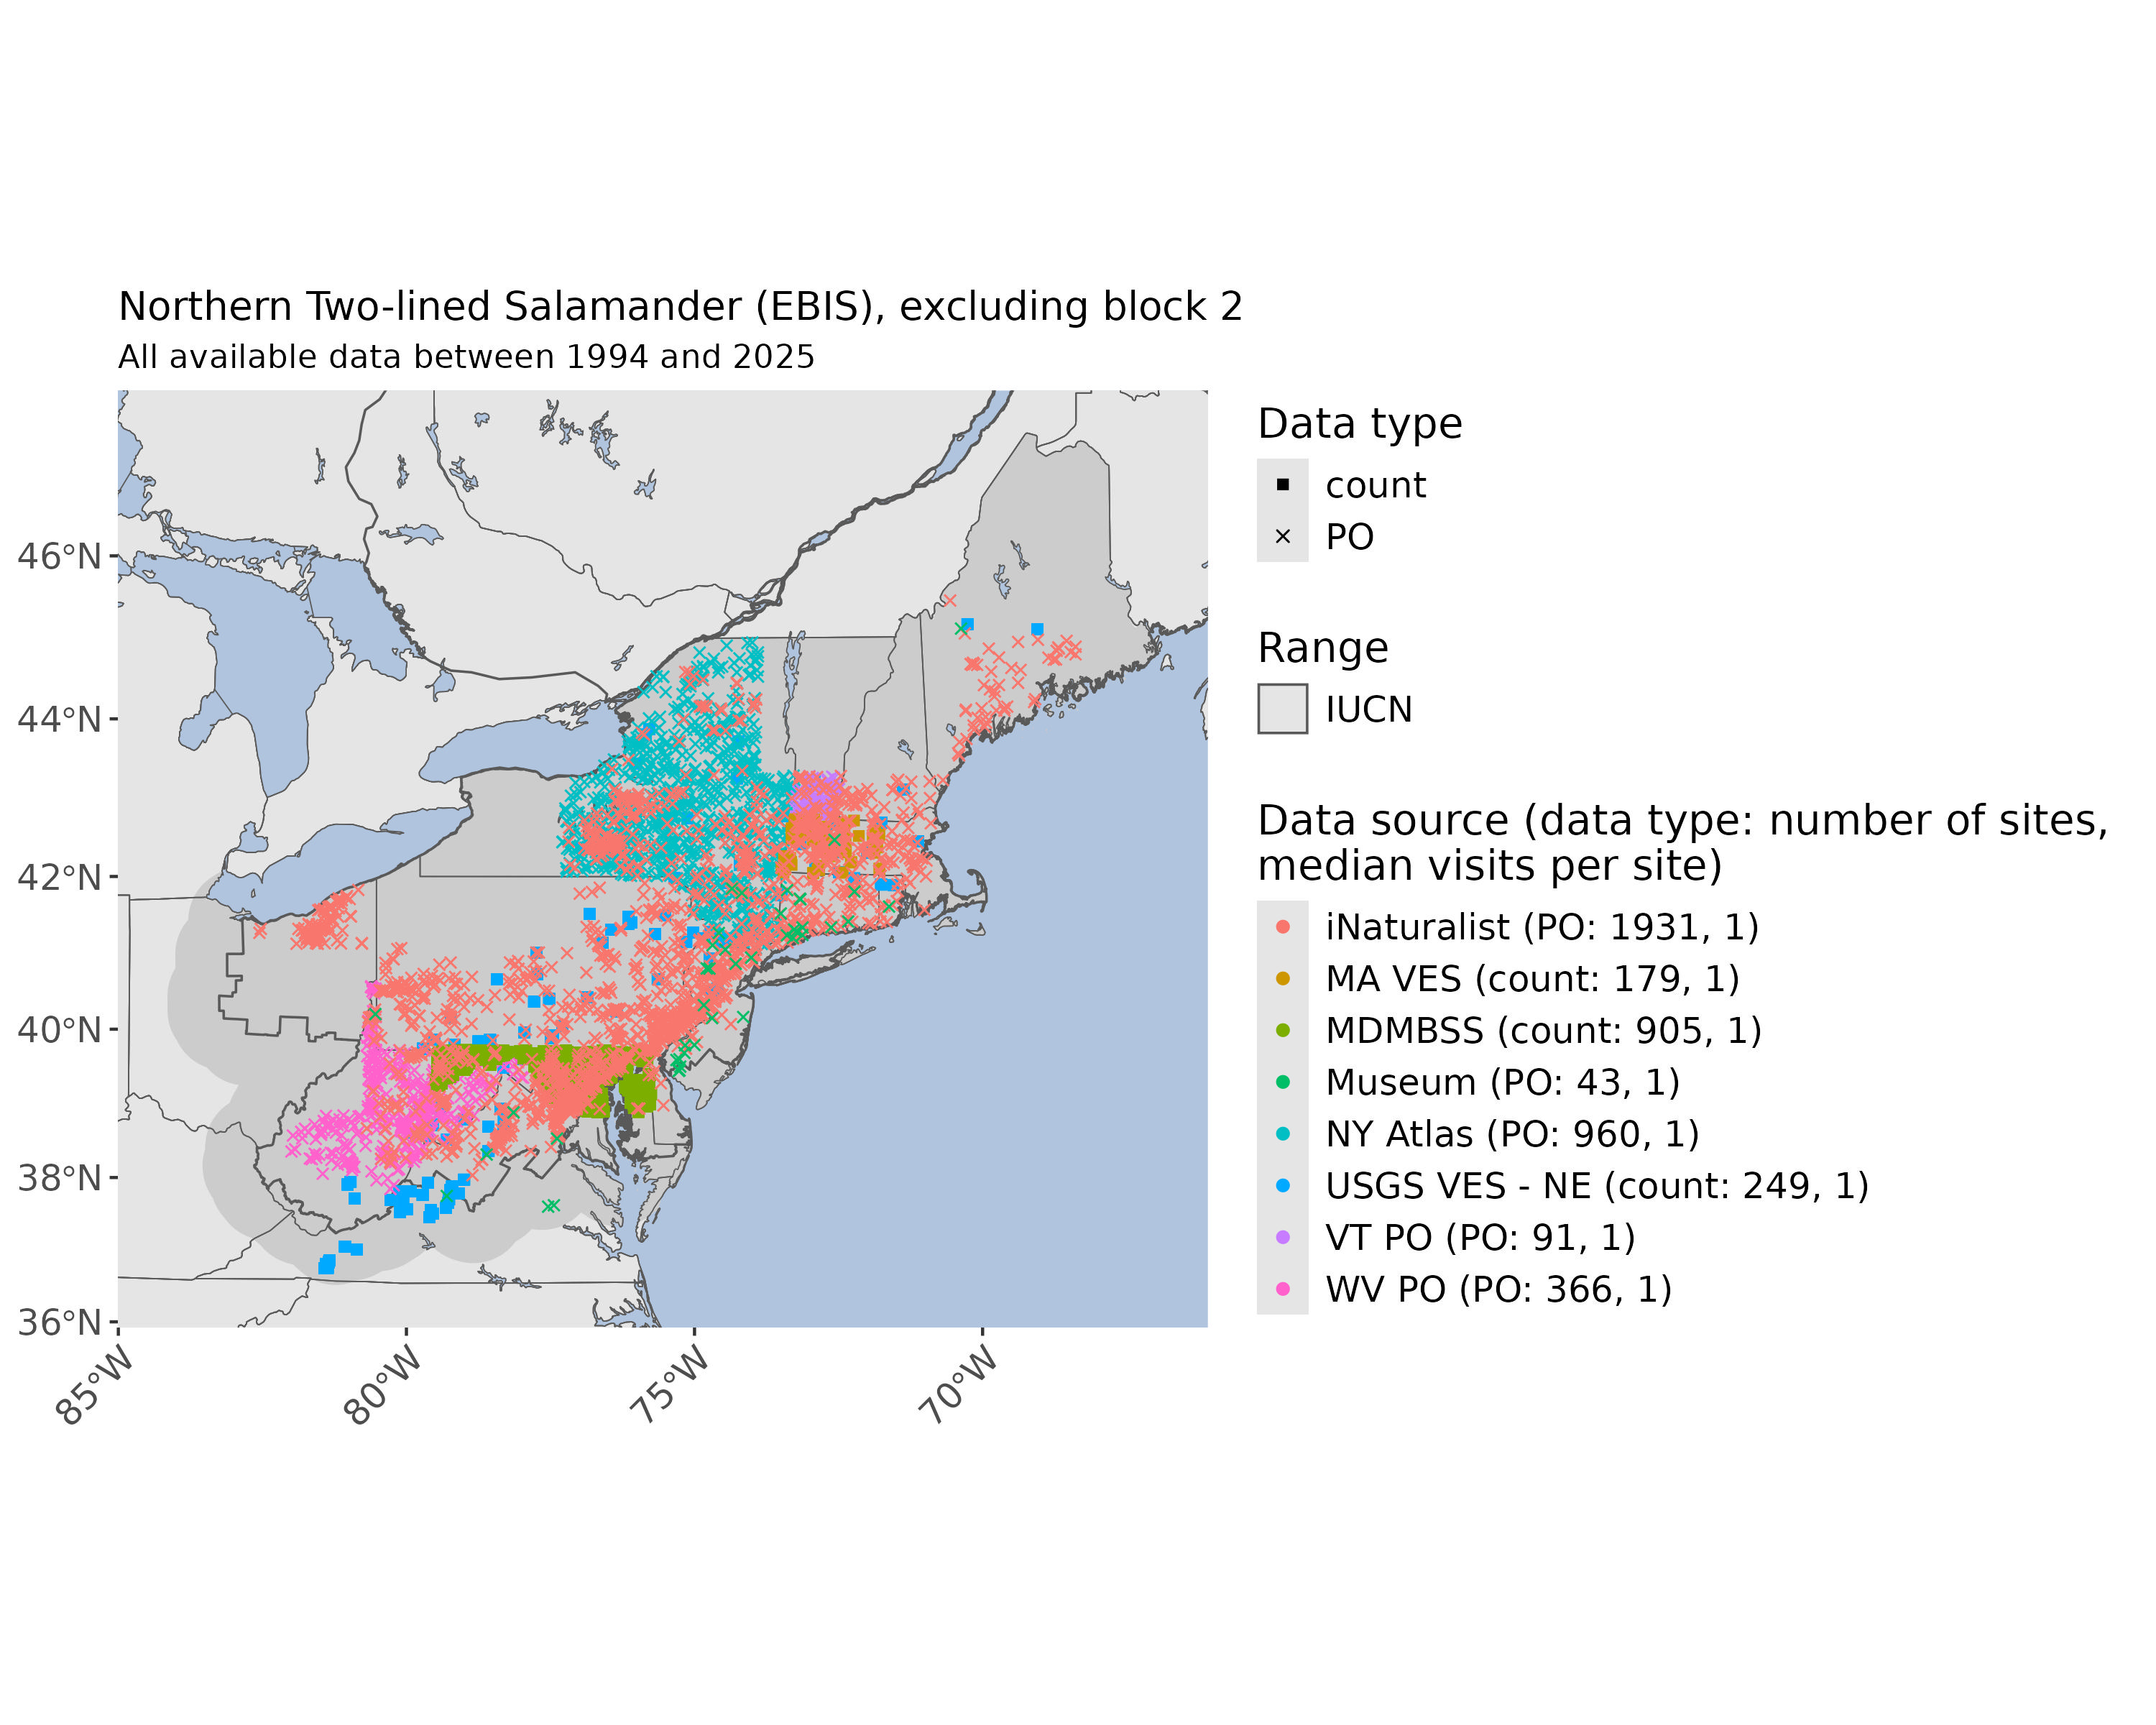 Northern Two-lined Salamander (EBIS), excluding block 2
All available data between 1994 and 2025
46°N
44°N
42°N
40°N
38°N
36°N
85°W
80°W
75°W
70°W
Data type
count
PO
Range
IUCN
Data source (data type: number of sites,
median visits per site)
iNaturalist (PO: 1931, 1)
MA VES (count: 179, 1)
MDMBSS (count: 905, 1)
Museum (PO: 43, 1)
NY Atlas (PO: 960, 1)
USGS VES - NE (count: 249, 1)
VT PO (PO: 91, 1)
WV PO (PO: 366, 1)